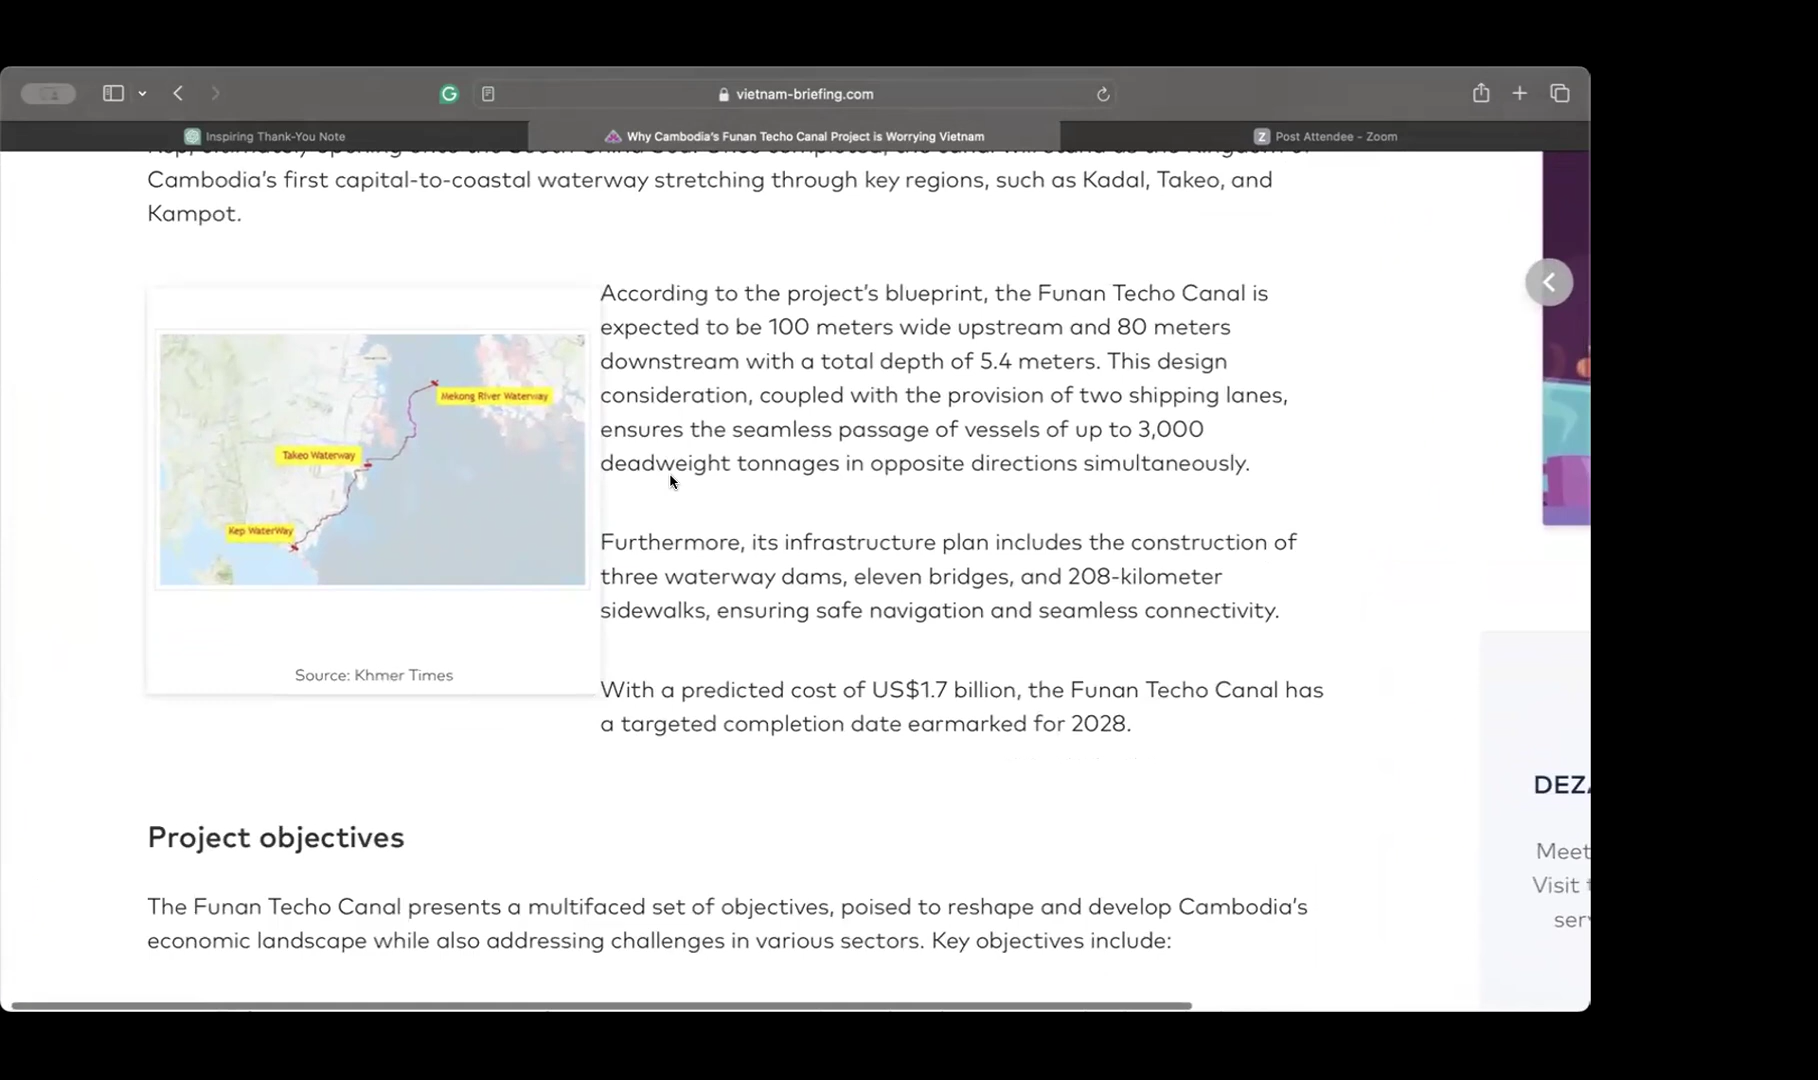 vietnam-briefing.com
Inspiring Thank-You Note
Why Cambodia's Funan Techo Canal Project is Worrying Vietnam
Z Post Attendee - Zoom
Cambodia's first capital-to-coastal waterway stretching through key regions, such as Kadal, Takeo, and
Kampot.
Mekong River Waterway
Takeo Waterway
Kep WaterWay
Source: Khmer Times
According to the project's blueprint, the Funan Techo Canal is
expected to be 100 meters wide upstream and 80 meters
downstream with a total depth of 5.4 meters. This design
consideration, coupled with the provision of two shipping lanes,
ensures the seamless passage of vessels of up to 3,000
deadweight tonnages in opposite directions simultaneously.
Furthermore, its infrastructure plan includes the construction of
three waterway dams, eleven bridges, and 208-kilometer
sidewalks, ensuring safe navigation and seamless connectivity.
With a predicted cost of US$1.7 billion, the Funan Techo Canal has
a targeted completion date earmarked for 2028.
Project objectives
The Funan Techo Canal presents a multifaced set of objectives, poised to reshape and develop Cambodia's
economic landscape while also addressing challenges in various sectors. Key objectives include:
DEZ
Meet
Visit
ser